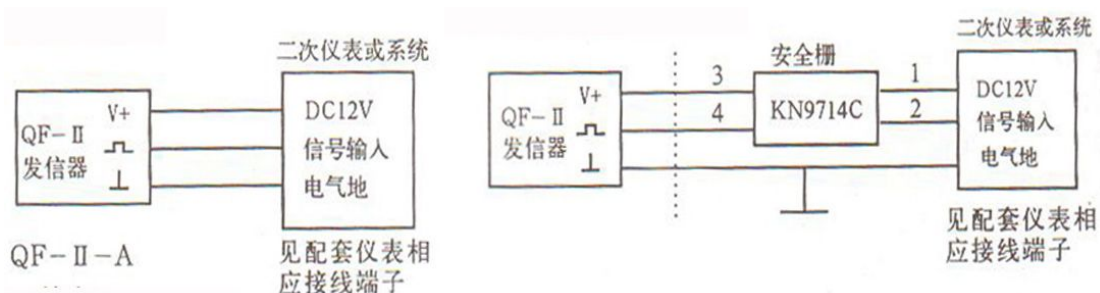 二次仪表或系统
V+
QF-Ⅱ
发信器
DC12V
信号输入
电气地
QF-Ⅱ-A
见配套仪表相
应接线端子
二次仪表或系统
安全栅
V+
QF-Ⅱ
发信器
3
4
KN9714C
1
2
DC12V
信号输入
电气地
见配套仪表相
应接线端子